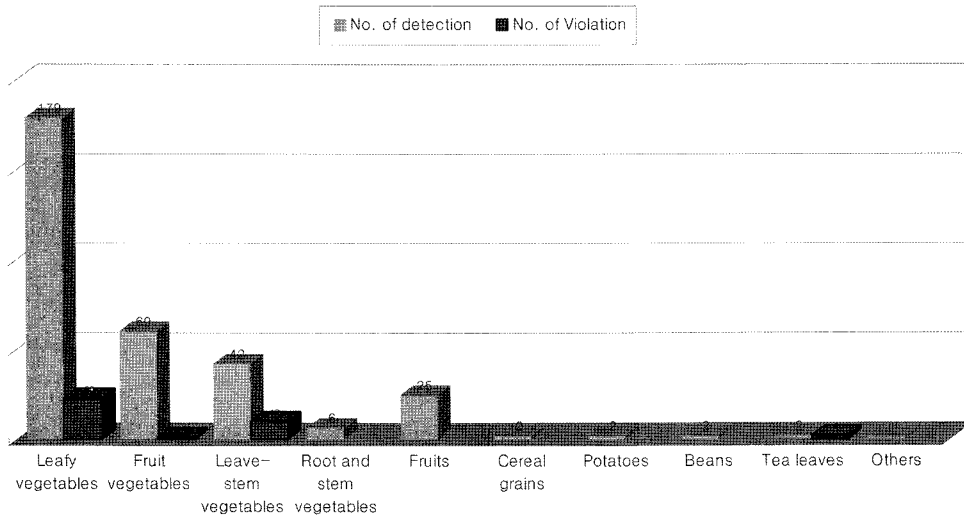 No. of detection No. of Violation
179
60
42
6
25
Leafy vegetables
Fruit vegetables
Leave-stem vegetables
Root and stem vegetables
Fruits
Cereal grains
Potatoes
Beans
Tea leaves
Others